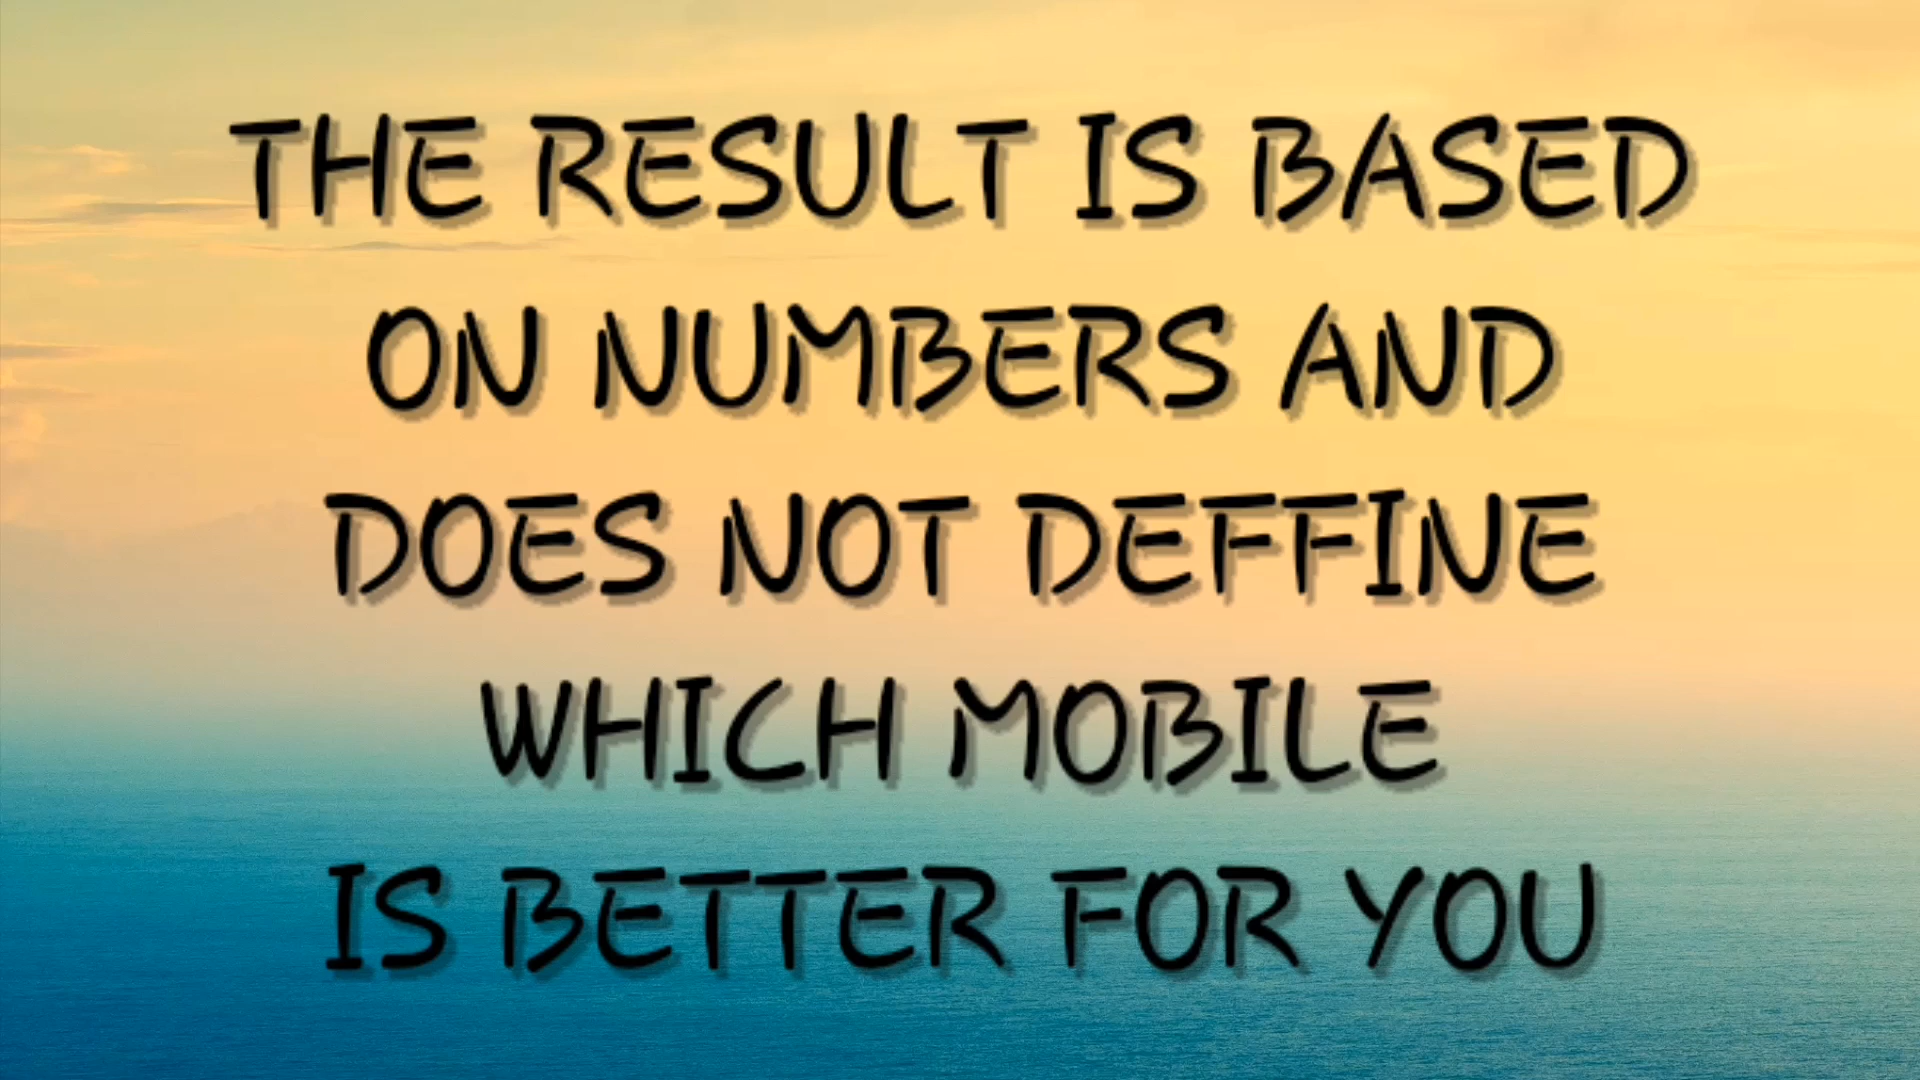 THE RESULT IS BASED
ON NUMBERS AND
DOES NOT DEFFINE
WHICH MOBILE
IS BETTER FOR YOU